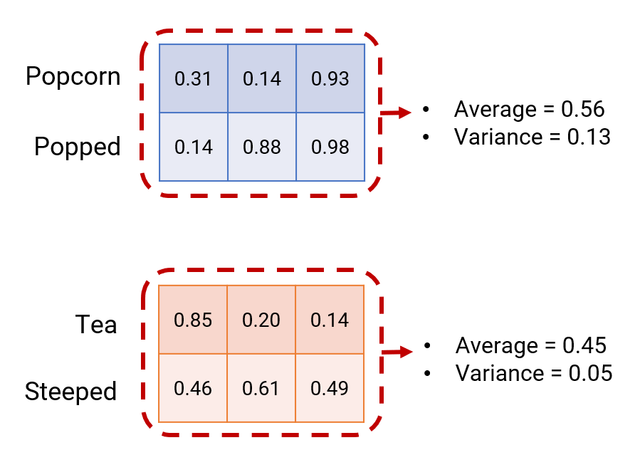 Popcorn 0.31 0.14 0.93
Popped 0.14 0.88 0.98
• Average = 0.56
• Variance = 0.13
Tea 0.85 0.20 0.14
Steeped 0.46 0.61 0.49
• Average = 0.45
• Variance = 0.05